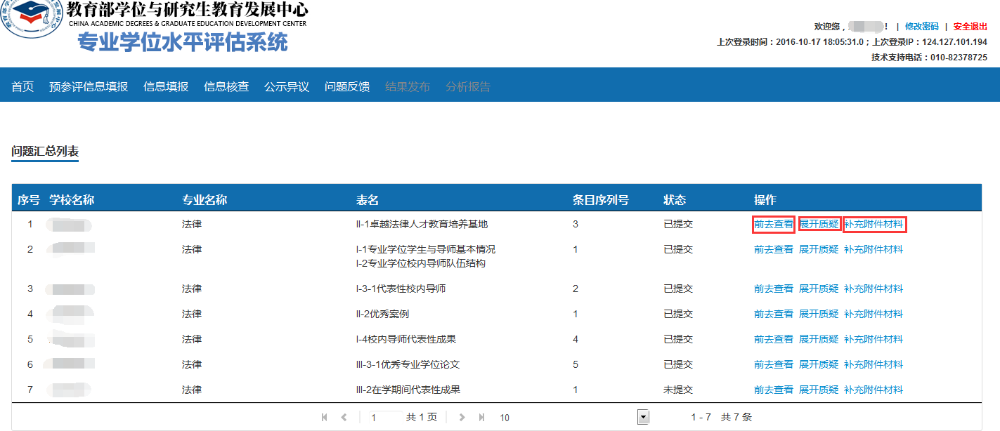 教育部学位与研究生教育发展中心
CHINA ACADEMIC DEGREES & GRADUATE EDUCATION DEVELOPMENT CENTER
专业学位水平评估系统
欢迎您， ！ | 修改密码 | 安全退出
上次登录时间：2016-10-17 18:05:31.0；上次登录IP：124.127.101.194
技术支持电话：010-82378725
首页 预参评信息填报 信息填报 信息核查 公示异议 问题反馈 结果发布 分析报告
问题汇总列表
序号 学校名称 专业名称 表名 条目序列号 状态 操作
1 法律 II-1卓越法律人才教育培养基地 3 已提交 前去查看 展开质疑 补充附件材料
2 法律 I-1专业学位学生与导师基本情况 1 已提交 前去查看 展开质疑 补充附件材料
I-2专业学位校内导师队伍结构
3 法律 I-3-1代表性校内导师 2 已提交 前去查看 展开质疑 补充附件材料
4 法律 II-2优秀案例 1 已提交 前去查看 展开质疑 补充附件材料
5 法律 I-4校内导师代表性成果 4 已提交 前去查看 展开质疑 补充附件材料
6 法律 III-3-1优秀专业学位论文 5 已提交 前去查看 展开质疑 补充附件材料
7 法律 III-2在学期间代表性成果 1 未提交 前去查看 展开质疑 补充附件材料
1 共 1 页 10 1 - 7 共 7 条